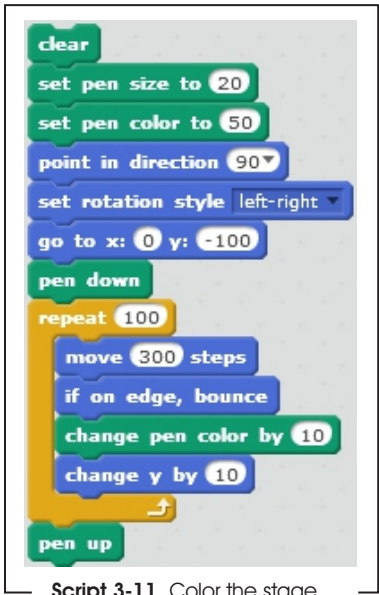 clear
set pen size to 20
set pen color to 50
point in direction 90
set rotation style left-right
go to x: 0 y: -100
pen down
repeat 100
move 300 steps
if on edge, bounce
change pen color by 10
change y by 10
pen up
Script 3-11 Color the stage